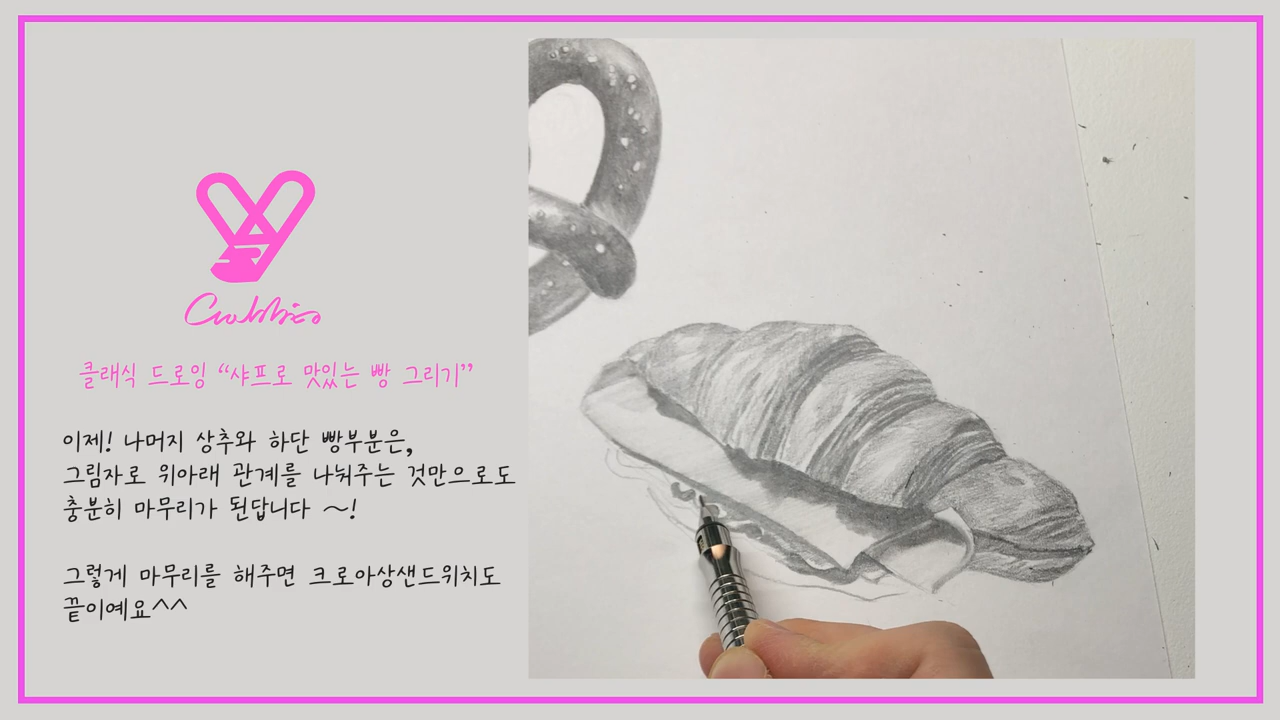 클래식 드로잉 “샤프로 맛있는 빵 그리기”
이제! 나머지 상추와 하단 빵부분은,
그림자로 위아래 관계를 나눠주는 것만으로도
충분히 마무리가 된답니다 ~!
그렇게 마무리를 해주면 크로아상샌드위치도
끝이예요^^